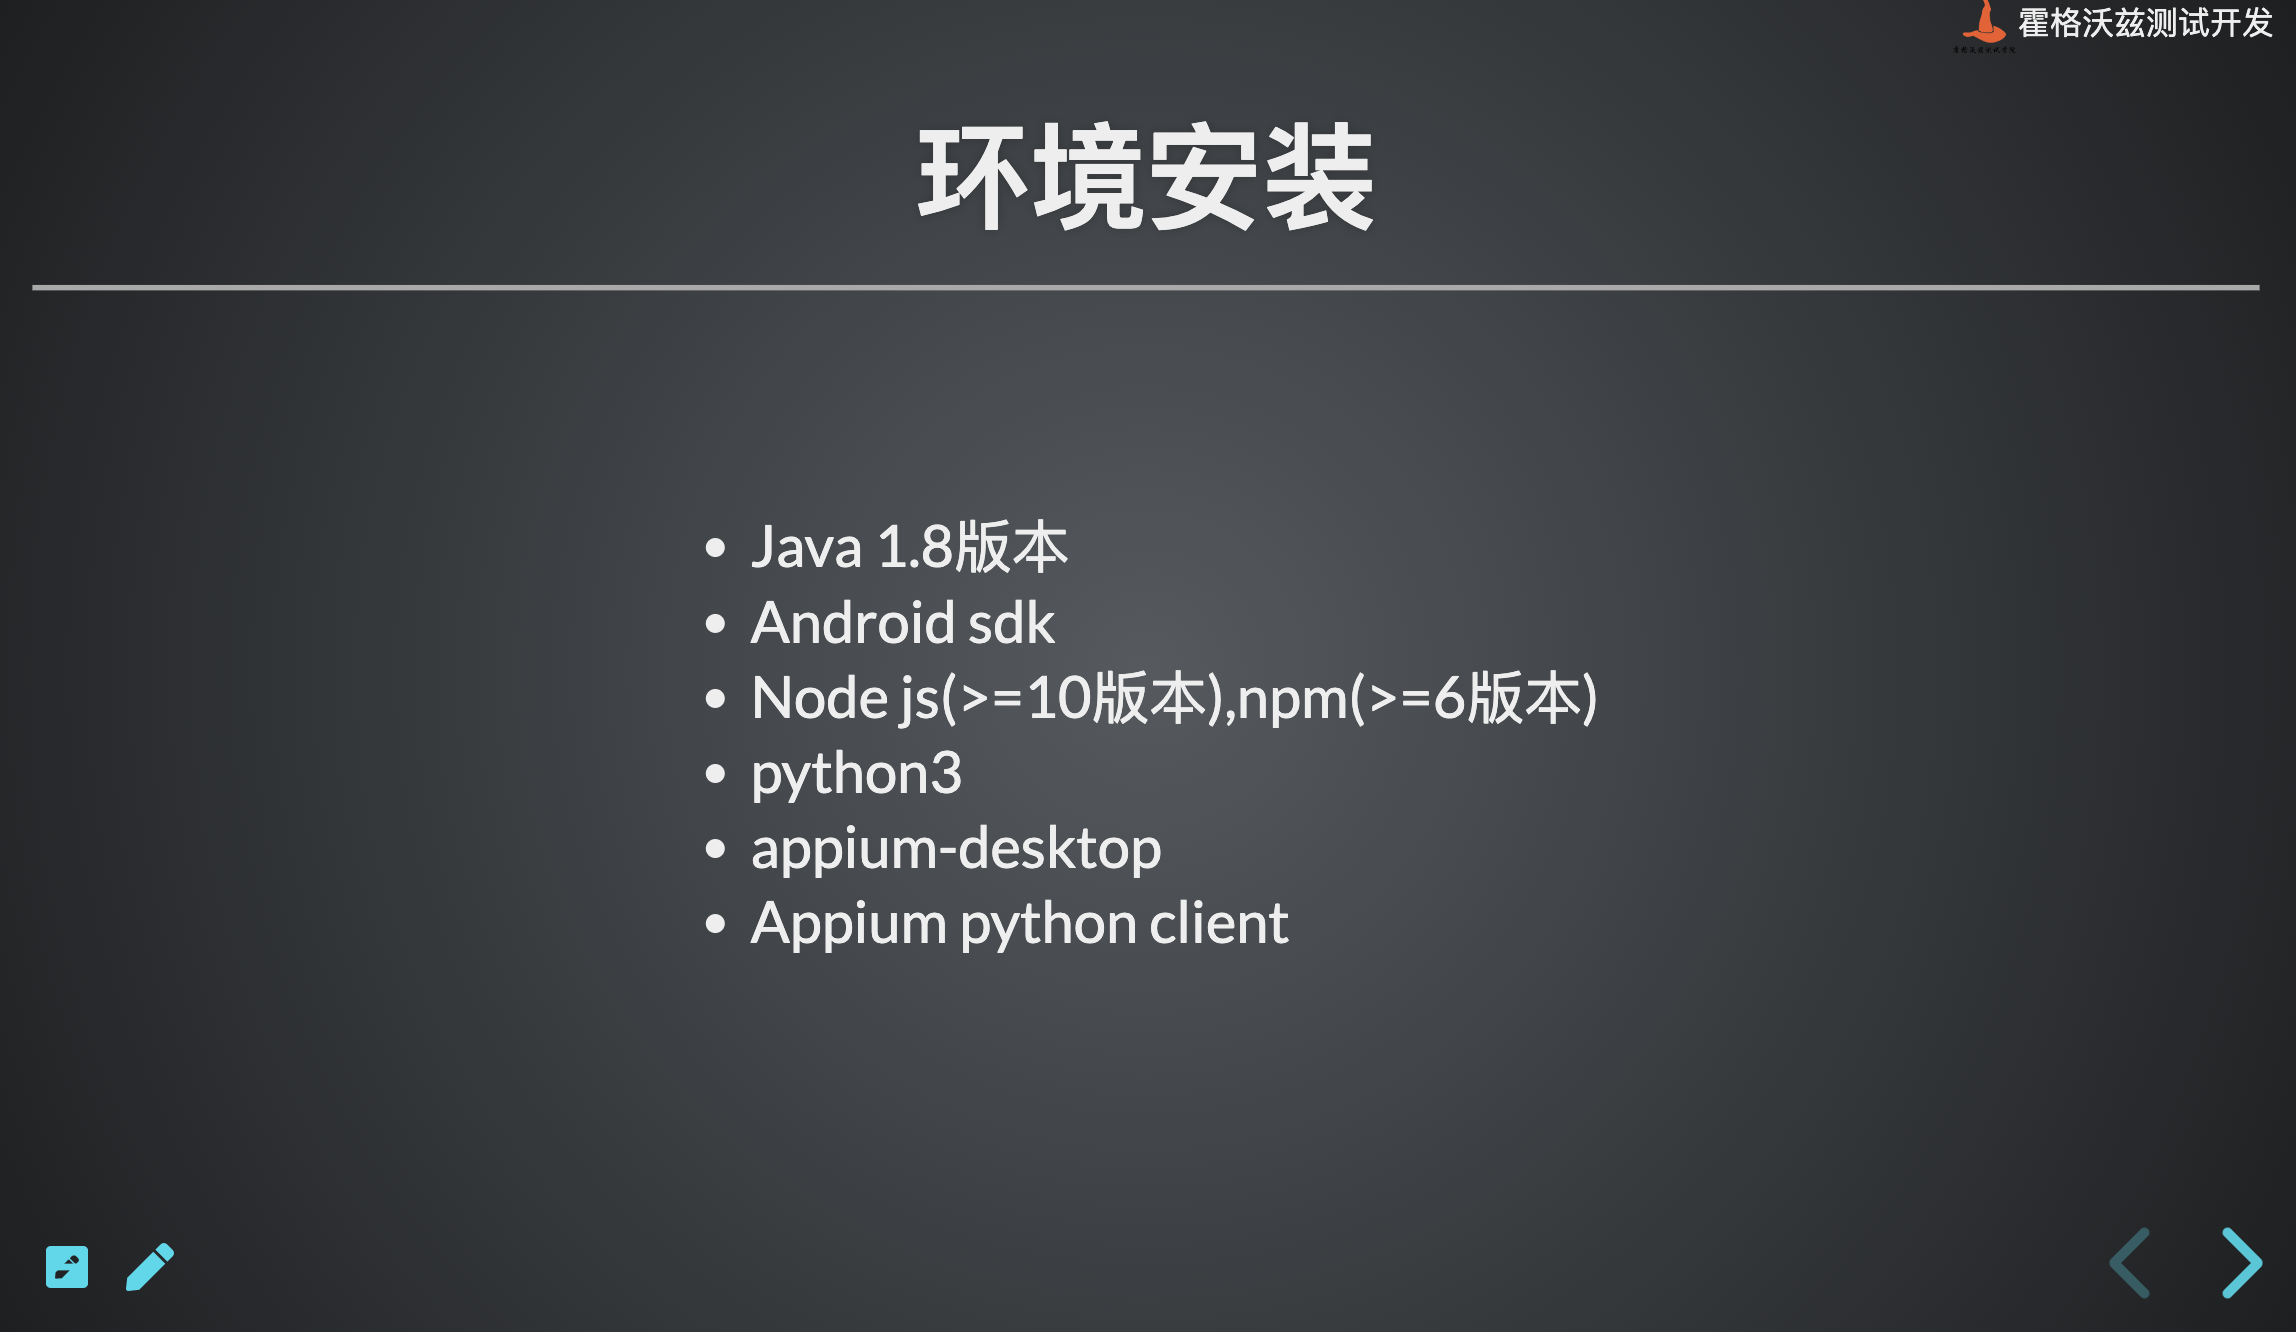 霍格沃兹测试开发
环境安装
Java 1.8版本
Android sdk
Node js(>=10版本),npm(>=6版本)
python3
appium-desktop
Appium python client